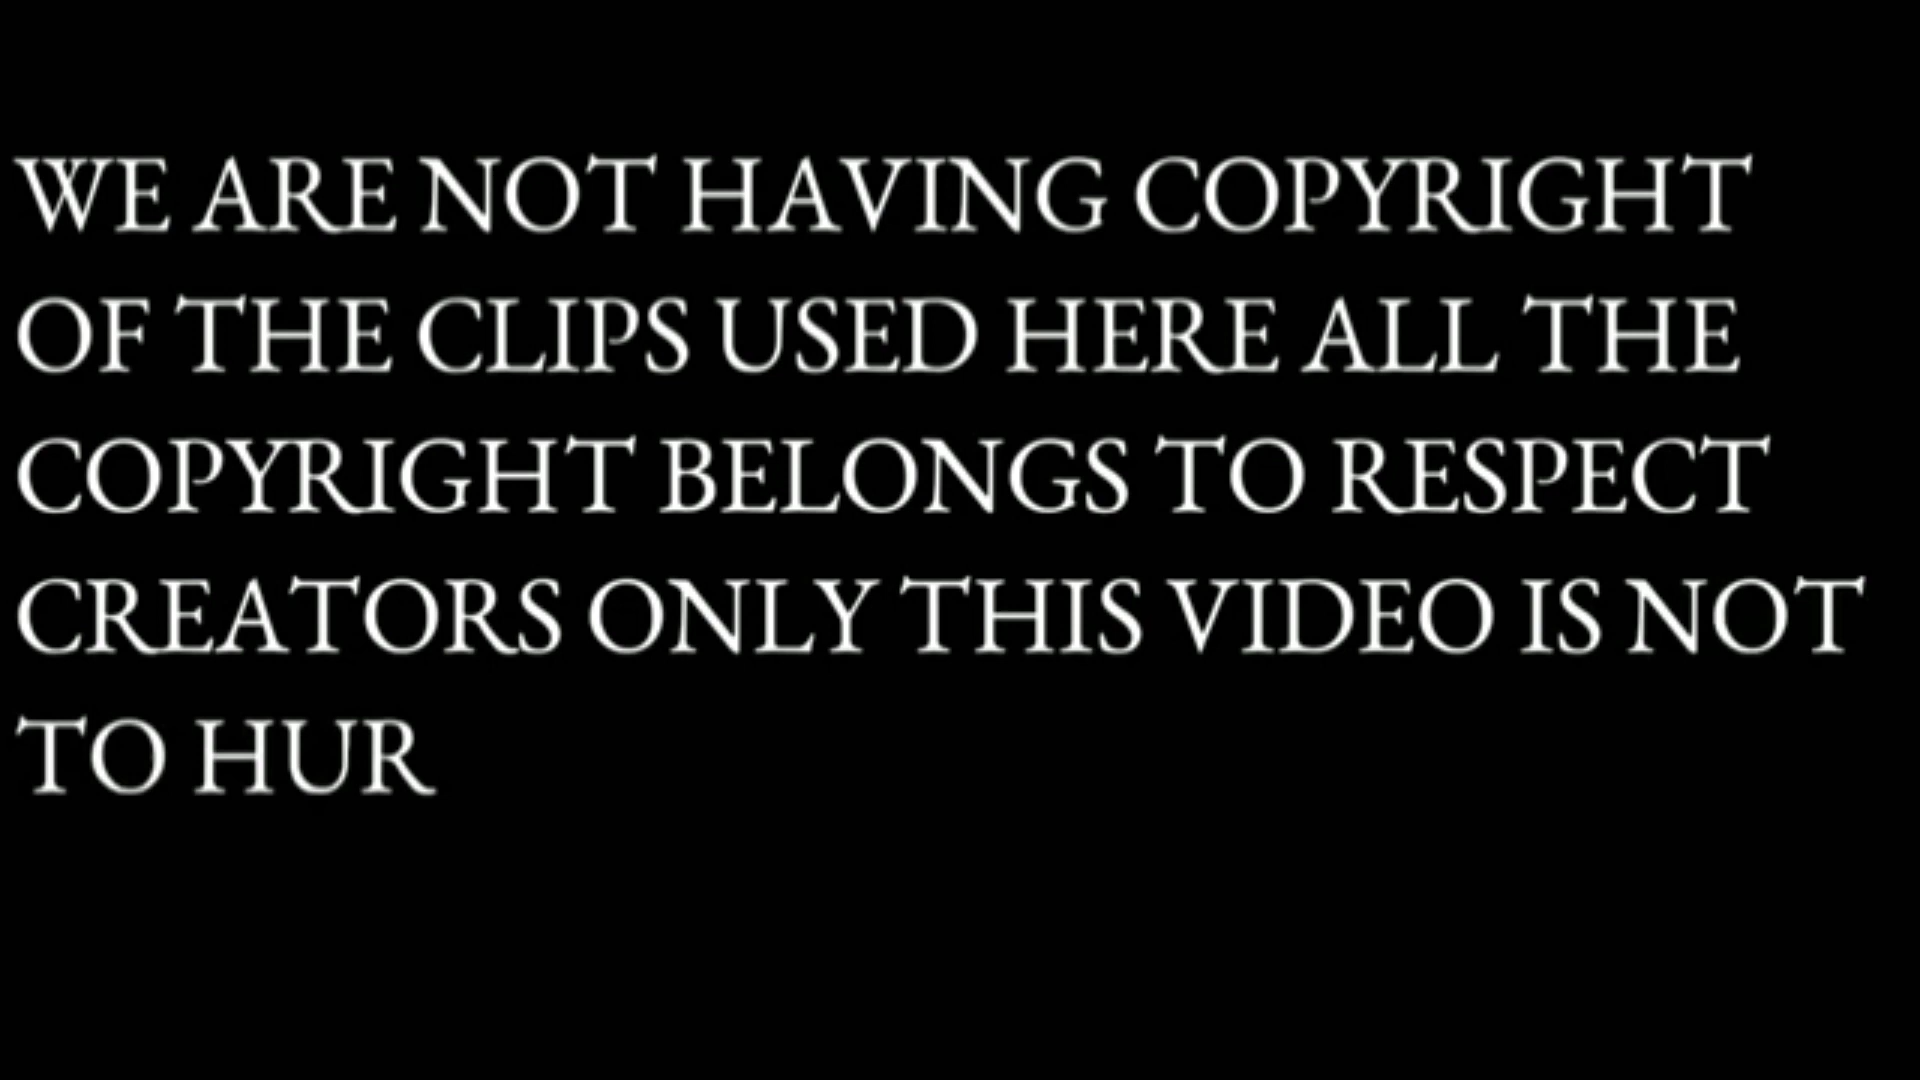 WE ARE NOT HAVING COPYRIGHT
OF THE CLIPS USED HERE ALL THE
COPYRIGHT BELONGS TO RESPECT
CREATORS ONLY THIS VIDEO IS NOT
TO HUR